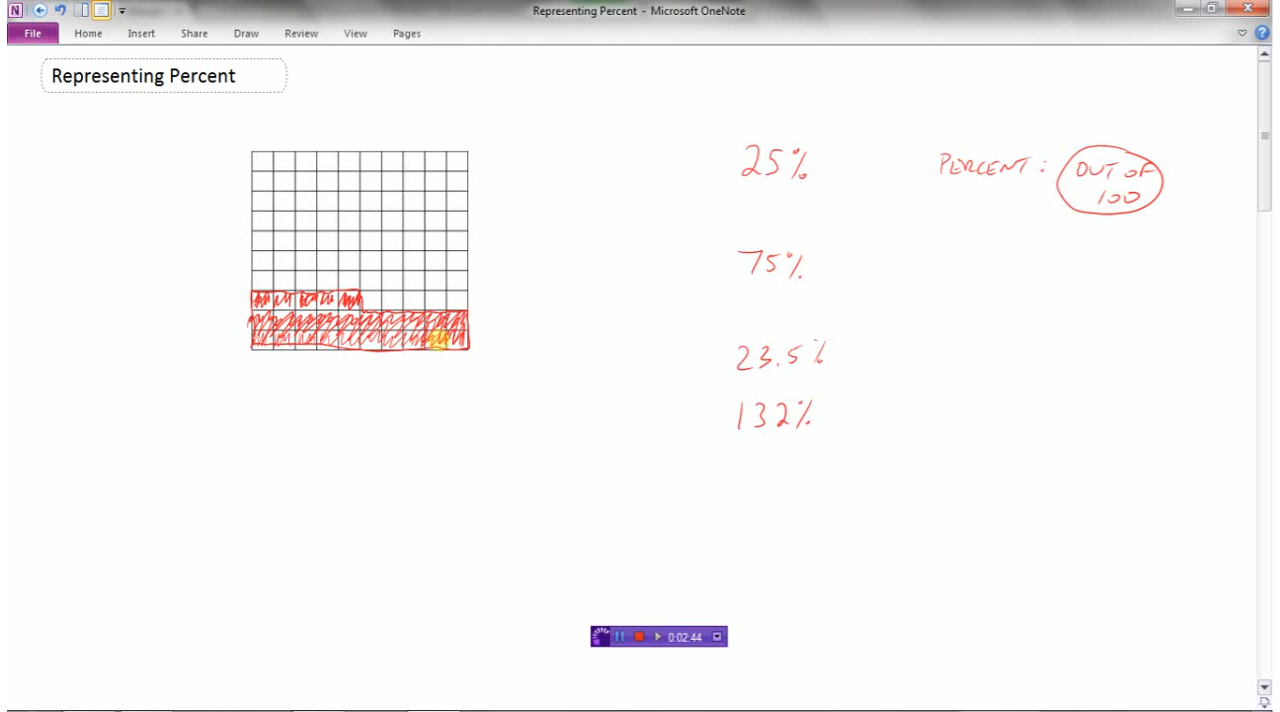 Representing Percent - Microsoft OneNote
File Home Insert Share Draw Review View Pages
Representing Percent
25%
PERCENT: OUT OF
100
75%
23.5%
132%
0:02:44